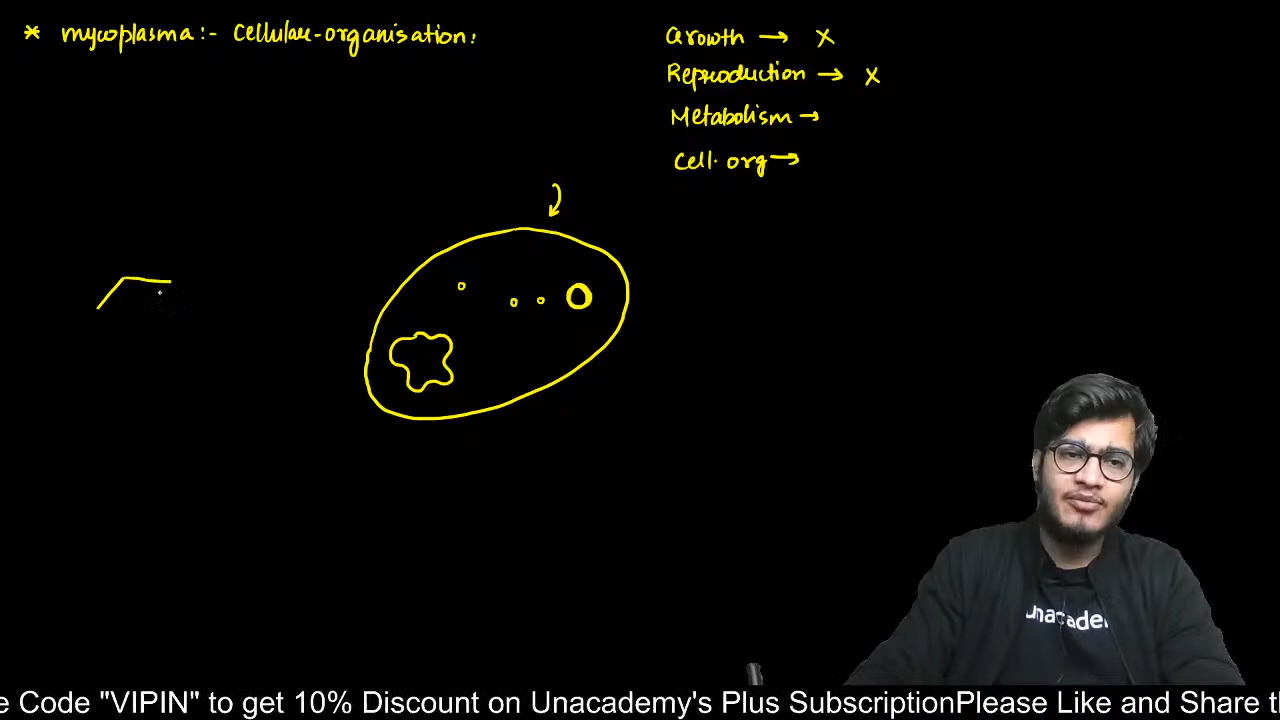 * mycoplasma:- Cellular-organisation:
Growth → x
Reproduction → x
Metabolism →
Cell. org →
unacadem
e Code "VIPIN" to get 10% Discount on Unacademy's Plus SubscriptionPlease Like and Share th